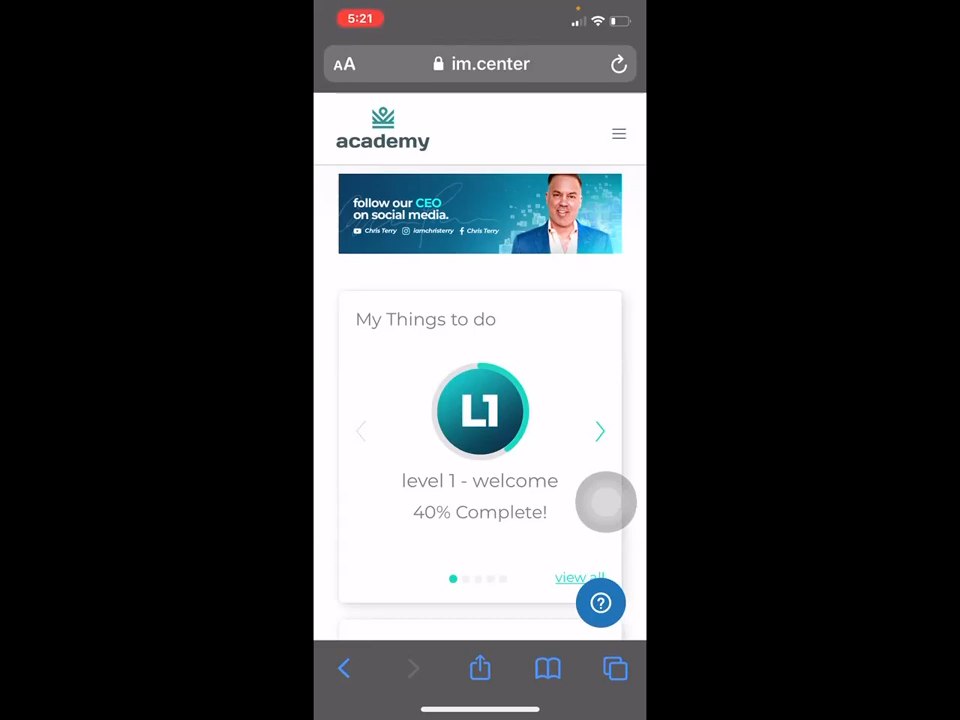 5:21
AA im.center
academy
follow our CEO
on social media.
Chris Terry iamchristerry Chris Terry
My Things to do
L1
level 1 - welcome
40% Complete!
view all
?